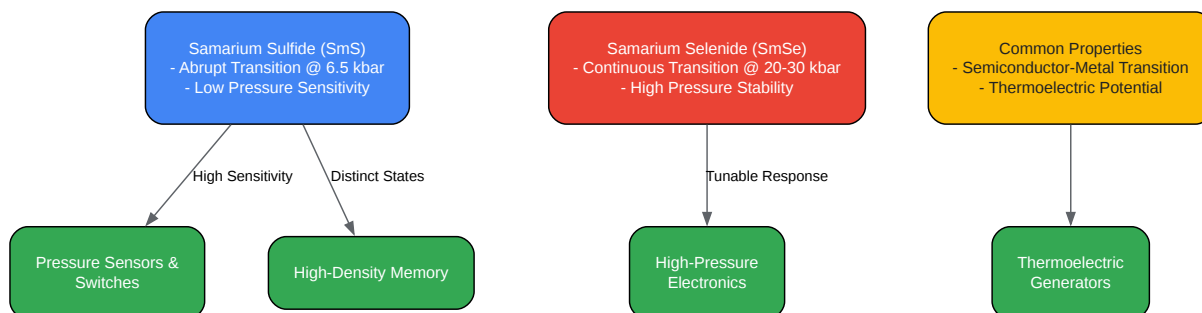 Samarium Sulfide (SmS)
- Abrupt Transition @ 6.5 kbar
- Low Pressure Sensitivity
Samarium Selenide (SmSe)
- Continuous Transition @ 20-30 kbar
- High Pressure Stability
Common Properties
- Semiconductor-Metal Transition
- Thermoelectric Potential
High Sensitivity
Distinct States
Tunable Response
Pressure Sensors &
Switches
High-Density Memory
High-Pressure
Electronics
Thermoelectric
Generators